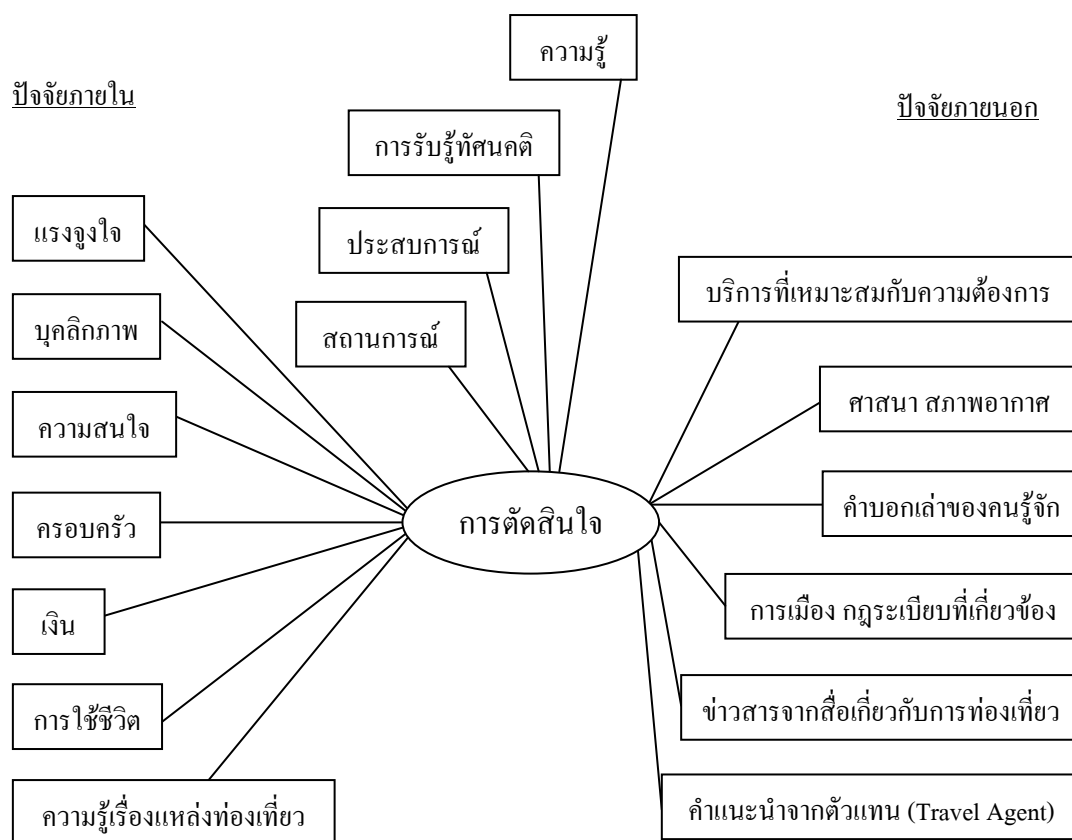 ความรู้
ปัจจัยภายใน
ปัจจัยภายนอก
การรับรู้ทัศนคติ
แรงจูงใจ
ประสบการณ์
บริการที่เหมาะสมกับความต้องการ
บุคลิกภาพ
สถานการณ์
ศาสนา สภาพอากาศ
ความสนใจ
คำบอกเล่าของคนรู้จัก
ครอบครัว
การตัดสินใจ
การเมือง กฎระเบียบที่เกี่ยวข้อง
เงิน
ข่าวสารจากสื่อเกี่ยวกับการท่องเที่ยว
การใช้ชีวิต
ความรู้เรื่องแหล่งท่องเที่ยว
คำแนะนำจากตัวแทน (Travel Agent)